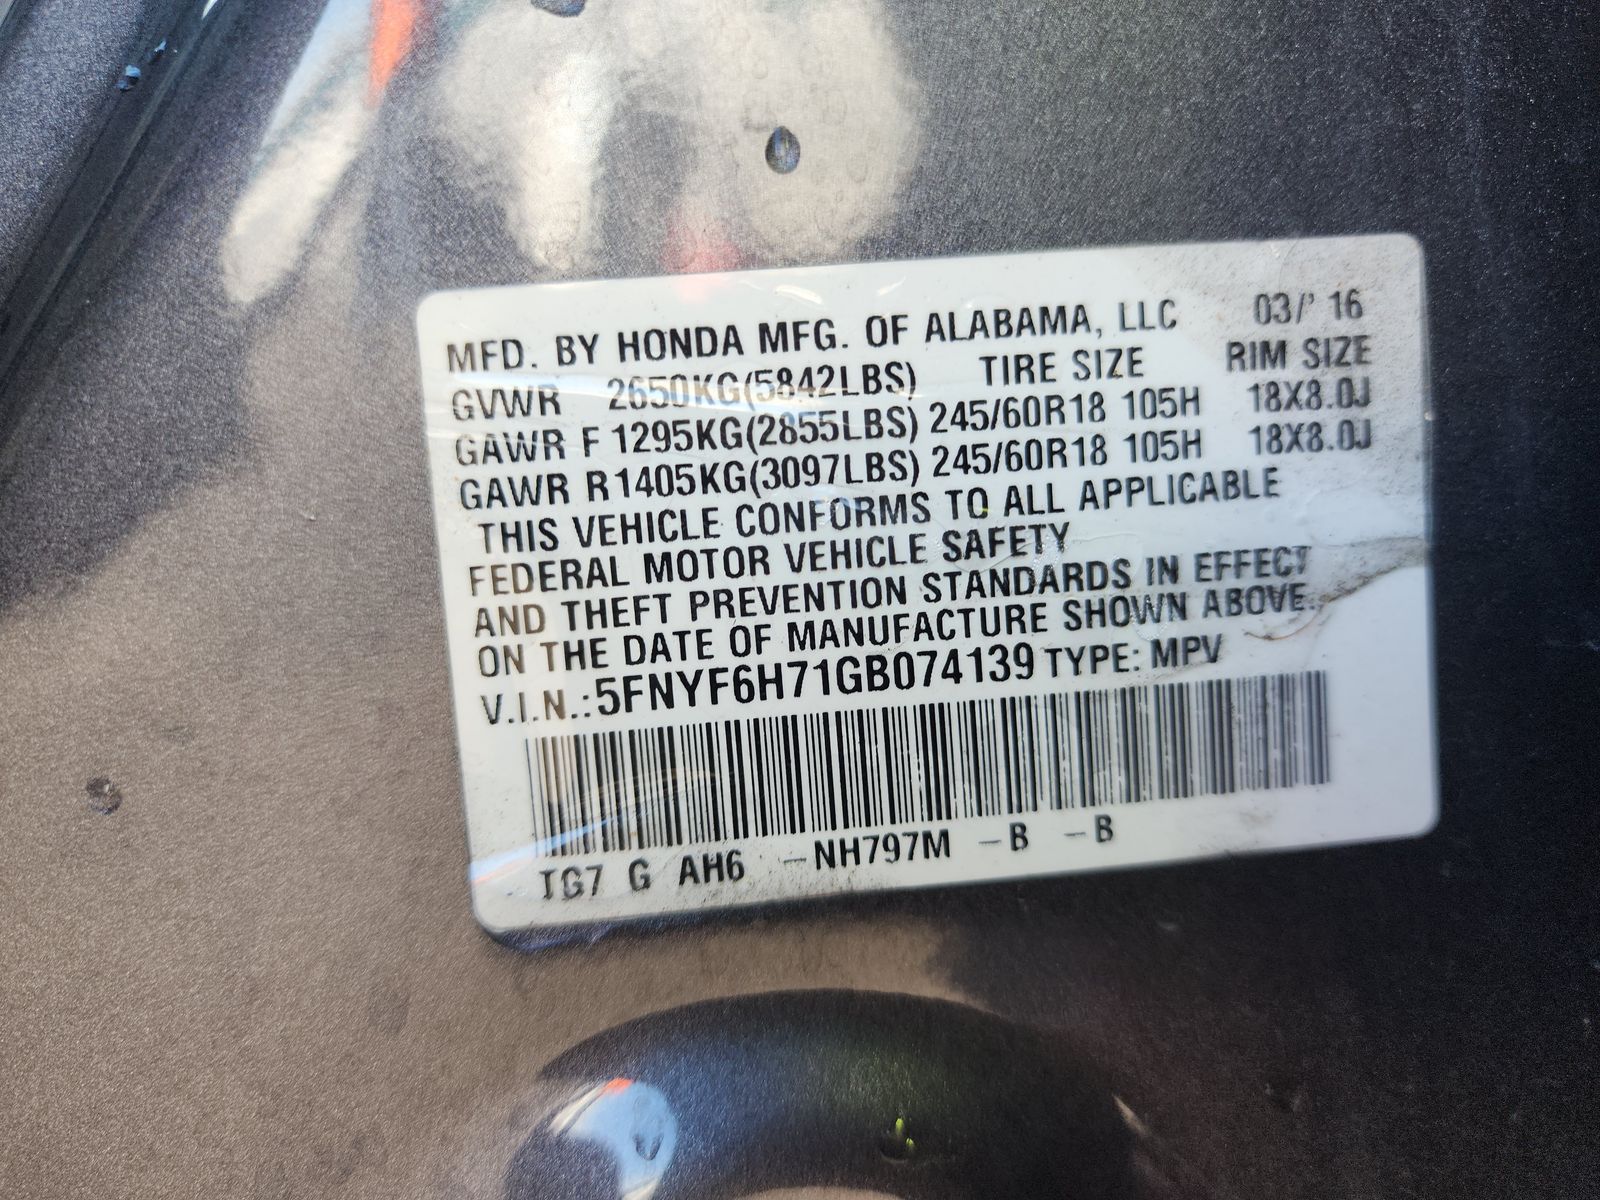 MFD. BY HONDA MFG. OF ALABAMA, LLC 03/' 16
GVWR 2650KG(5842LBS) TIRE SIZE RIM SIZE
GAWR F 1295KG(2855LBS) 245/60R18 105H 18X8.0J
GAWR R 1405KG(3097LBS) 245/60R18 105H 18X8.0J
THIS VEHICLE CONFORMS TO ALL APPLICABLE
FEDERAL MOTOR VEHICLE SAFETY
AND THEFT PREVENTION STANDARDS IN EFFECT
ON THE DATE OF MANUFACTURE SHOWN ABOVE.
V.I.N.: 5FNYF6H71GB074139 TYPE: MPV
TG7 G AH6 -NH797M -B -B